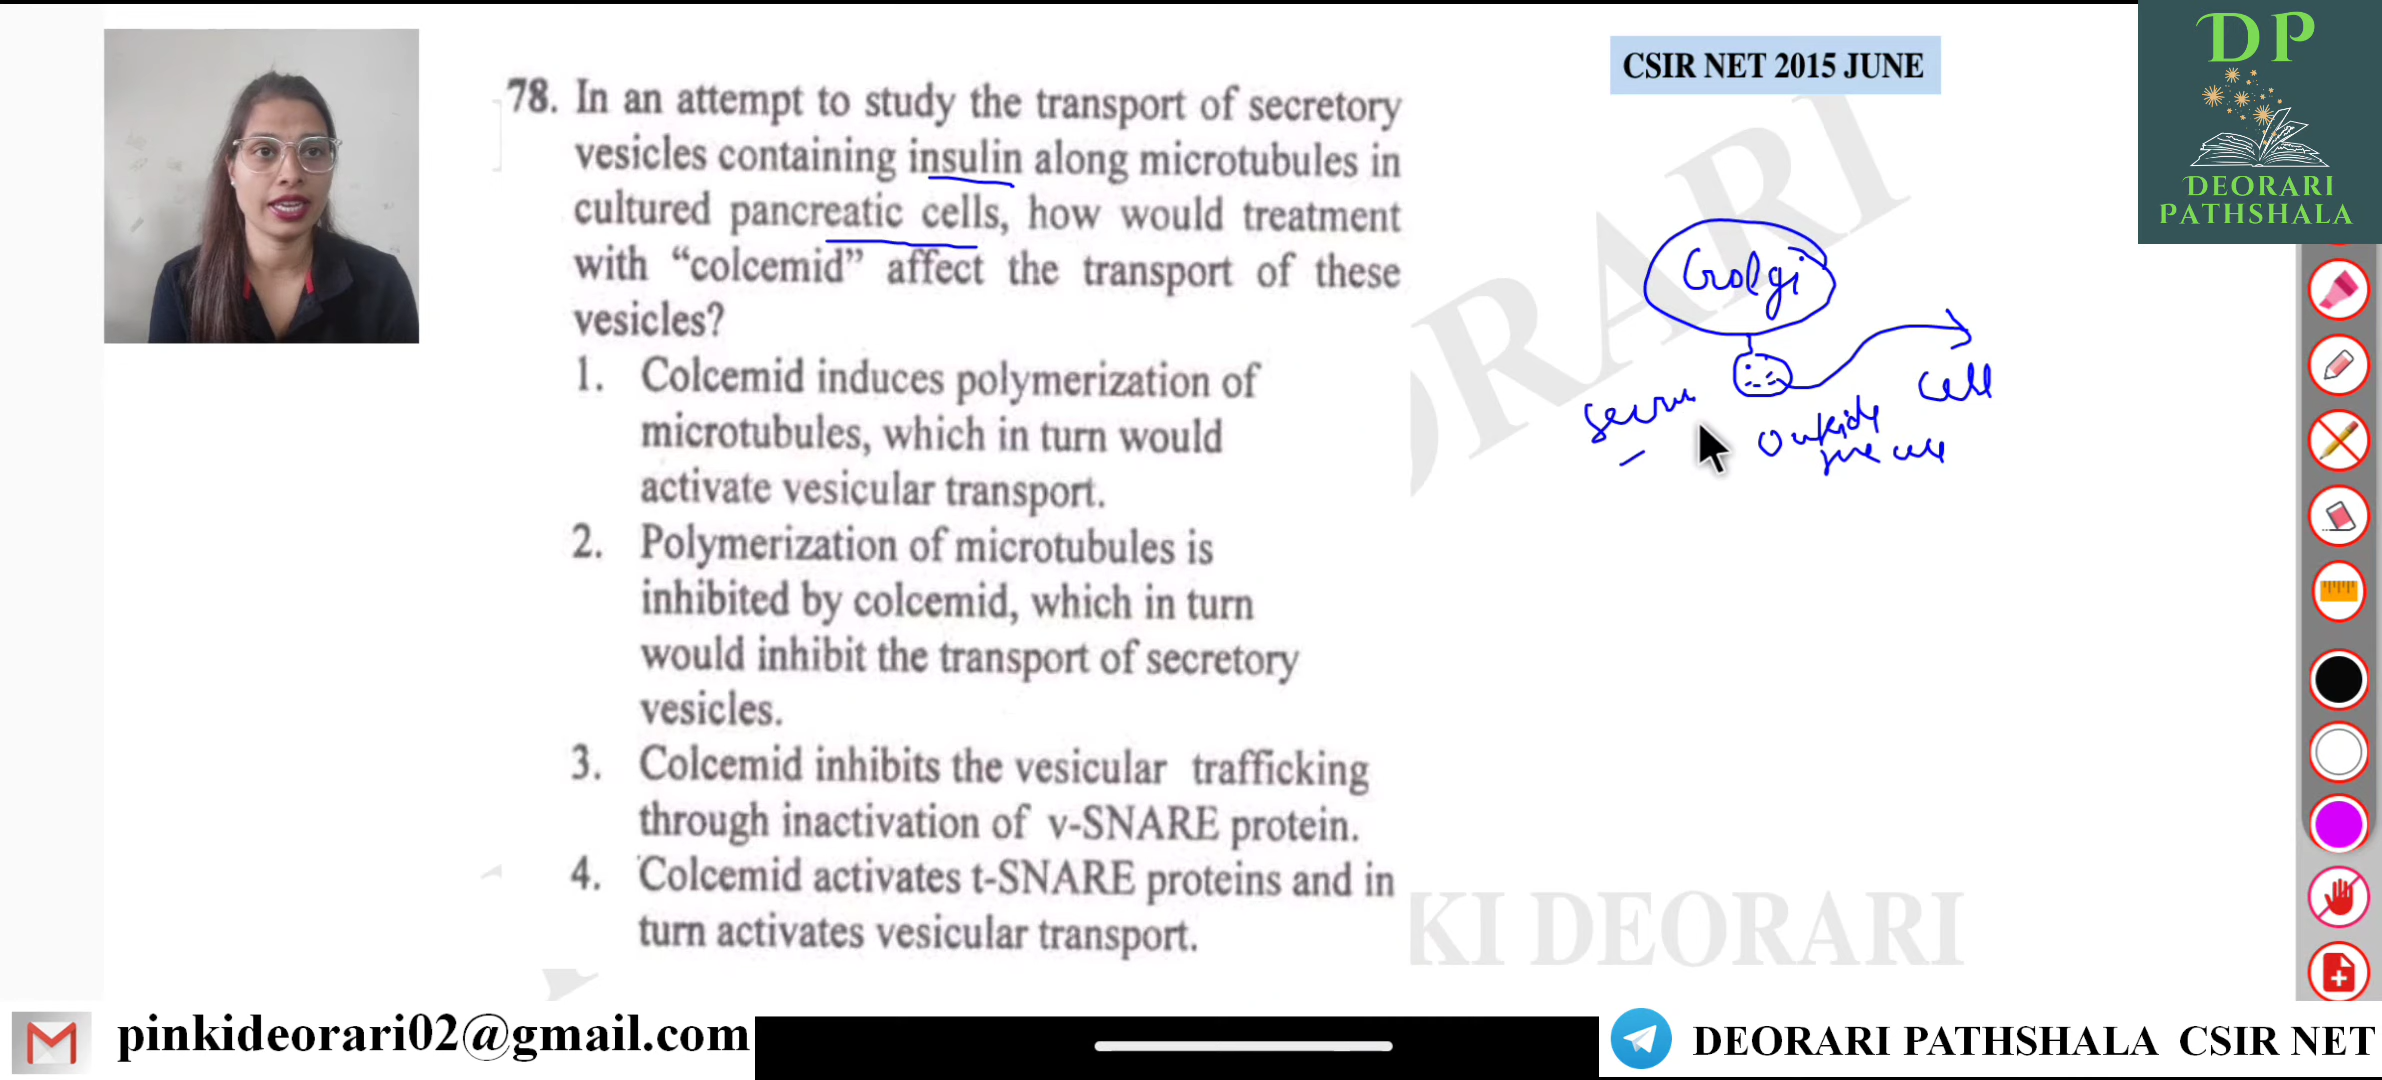 CSIR NET 2015 JUNE
DP
DEORARI
PATHSHALA
78. In an attempt to study the transport of secretory
vesicles containing insulin along microtubules in
cultured pancreatic cells, how would treatment
with “colcemid” affect the transport of these
vesicles?
1. Colcemid induces polymerization of
microtubules, which in turn would
activate vesicular transport.
2. Polymerization of microtubules is
inhibited by colcemid, which in turn
would inhibit the transport of secretory
vesicles.
3. Colcemid inhibits the vesicular trafficking
through inactivation of v-SNARE protein.
4. Colcemid activates t-SNARE proteins and in
turn activates vesicular transport.
Golgi
cell
outside
KI DEORARI
pinkideorari02@gmail.com
DEORARI PATHSHALA CSIR NET